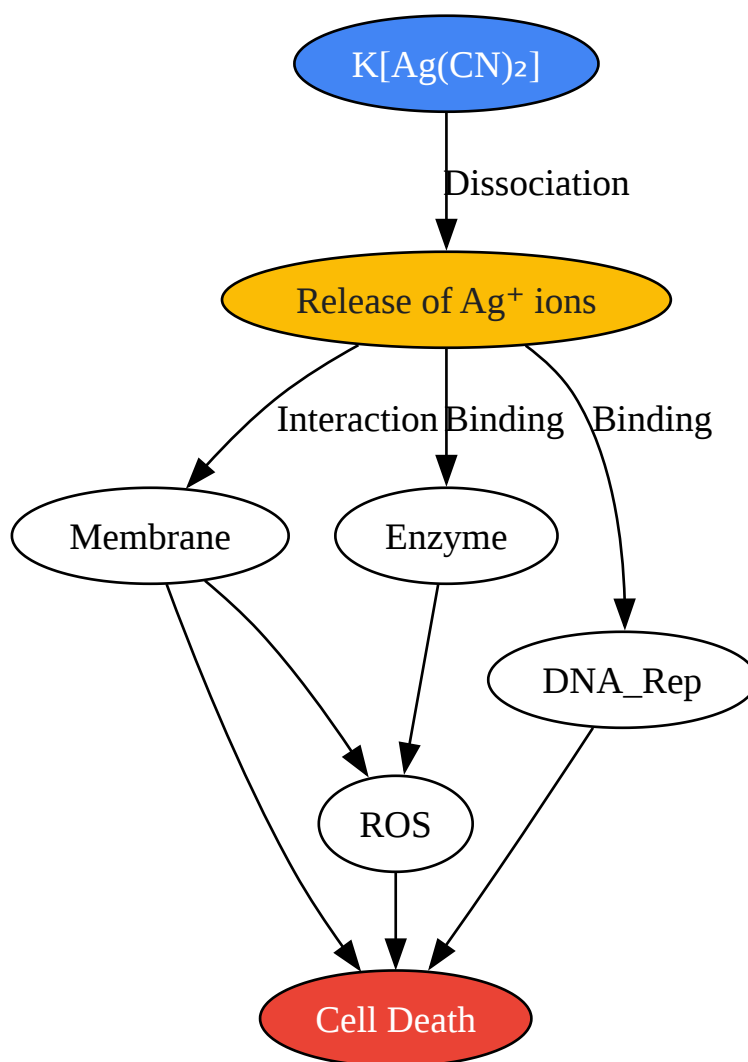 K[Ag(CN)₂]
Dissociation
Release of Ag⁺ ions
Interaction
Binding
Binding
Membrane
Enzyme
DNA_Rep
ROS
Cell Death